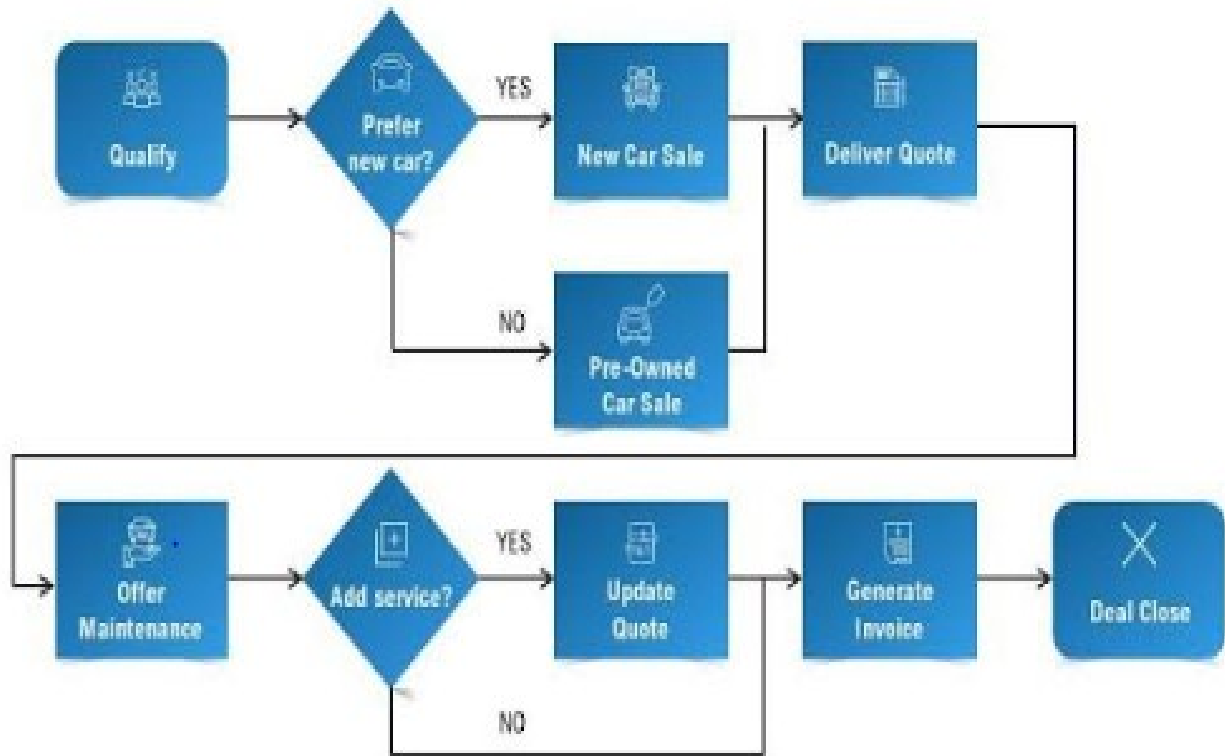 Qualify
Prefer
new car?
YES
New Car Sale
Deliver Quote
NO
Pre-Owned
Car Sale
Offer
Maintenance
Add service?
YES
Update
Quote
Generate
Invoice
Deal Close
NO